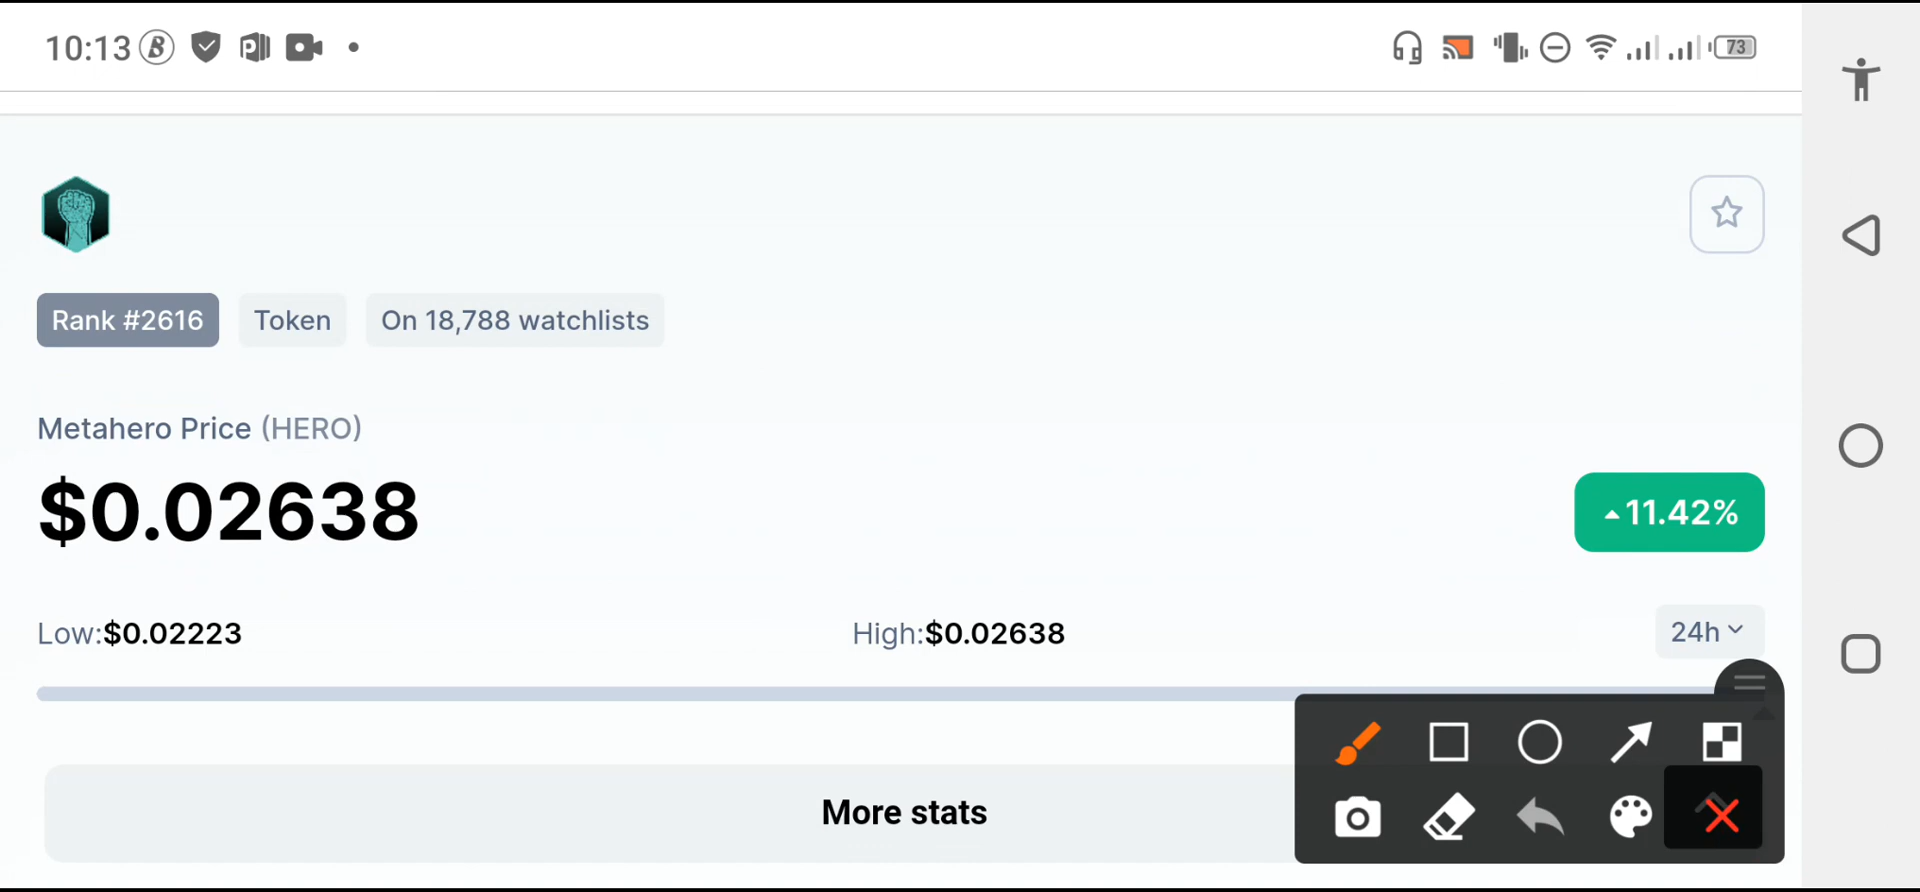 10:13
73
Rank #2616 Token On 18,788 watchlists
Metahero Price (HERO)
$0.02638
11.42%
Low:$0.02223 High:$0.02638 24h
More stats